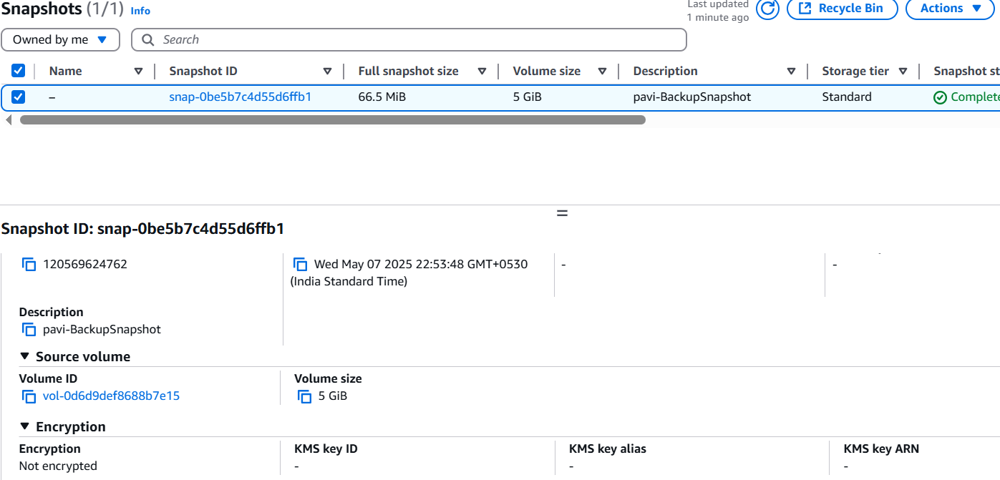 Snapshots (1/1) Info
Last updated
1 minute ago
Recycle Bin
Actions
Owned by me
Search
Name Snapshot ID Full snapshot size Volume size Description Storage tier Snapshot st
– snap-0be5b7c4d55d6ffb1 66.5 MiB 5 GiB pavi-BackupSnapshot Standard Complete
=
Snapshot ID: snap-0be5b7c4d55d6ffb1
120569624762 Wed May 07 2025 22:53:48 GMT+0530 - -
(India Standard Time)
Description
pavi-BackupSnapshot
Source volume
Volume ID Volume size
vol-0d6d9def8688b7e15 5 GiB
Encryption
Encryption KMS key ID KMS key alias KMS key ARN
Not encrypted - - -